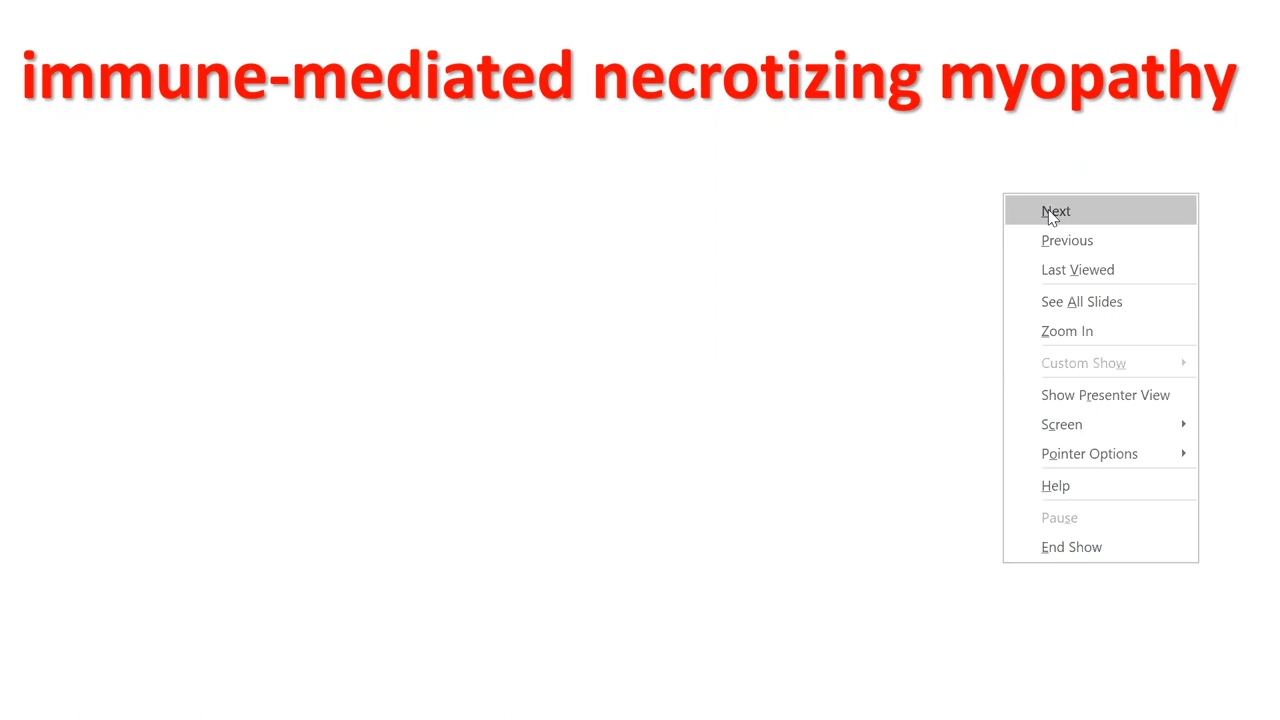 immune-mediated necrotizing myopathy
Next
Previous
Last Viewed
See All Slides
Zoom In
Custom Show
Show Presenter View
Screen
Pointer Options
Help
Pause
End Show